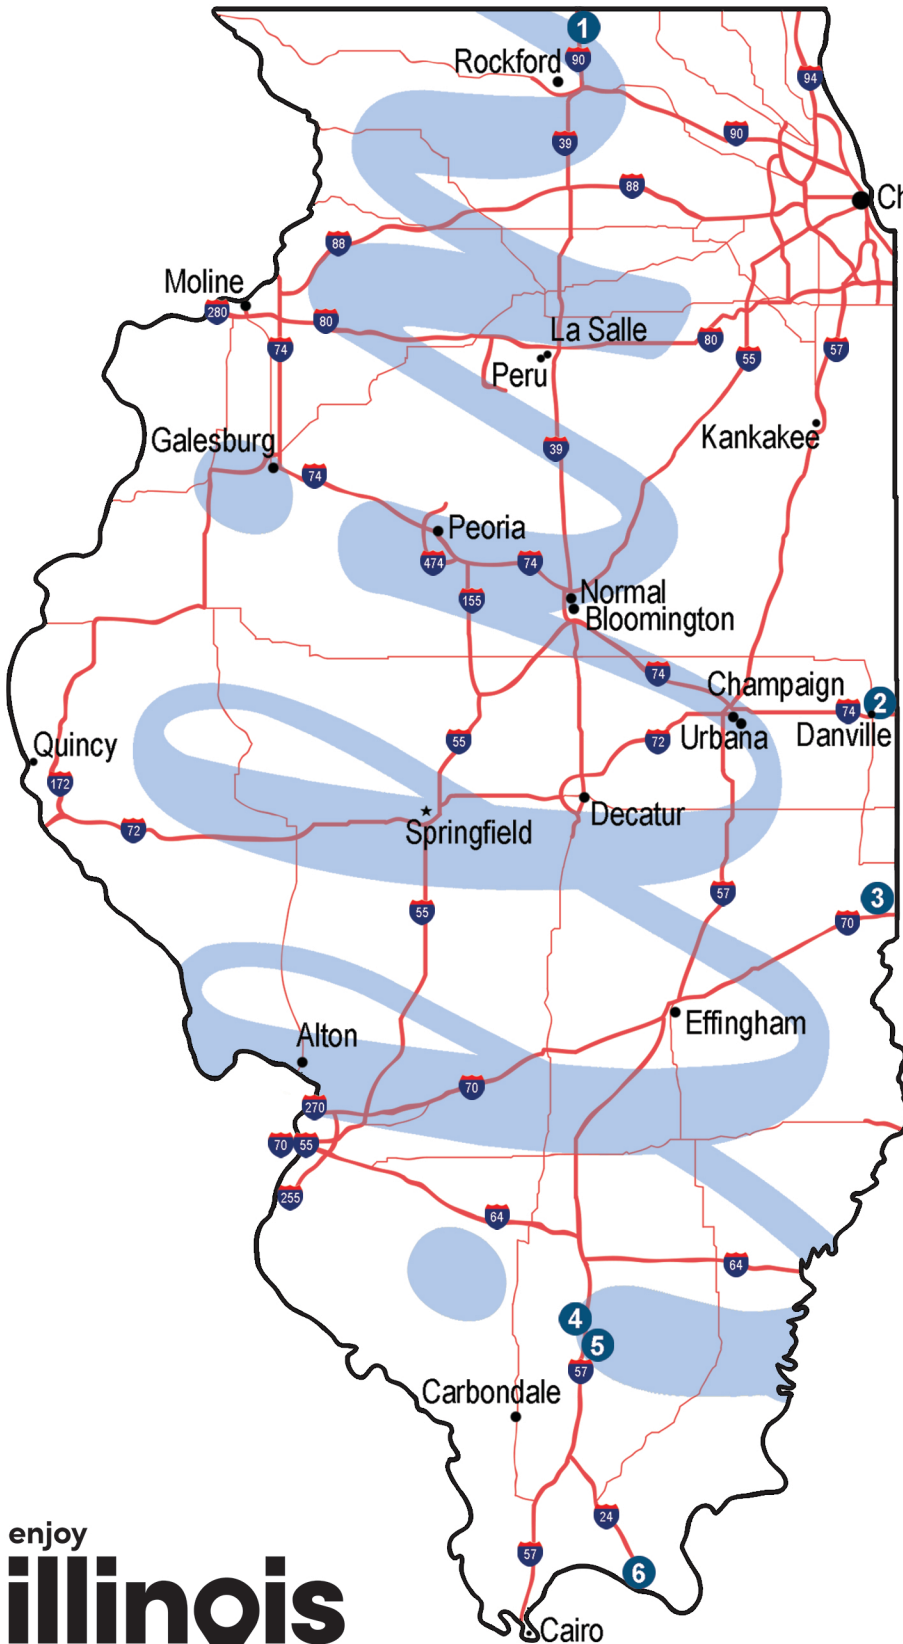 1
Rockford
90
94
90
39
88
Ch
88
Moline
280
80
La Salle
80
74
Peru
55
57
Kankakee
Galesburg
39
74
Peoria
474
74
155
Normal
Bloomington
74
Champaign
74
2
Quincy
55
72
Urbana
Danville
172
72
Springfield
Decatur
57
3
55
70
Effingham
Alton
70
270
70
55
255
64
64
4
5
57
Carbondale
24
57
6
Cairo
enjoy
illinois